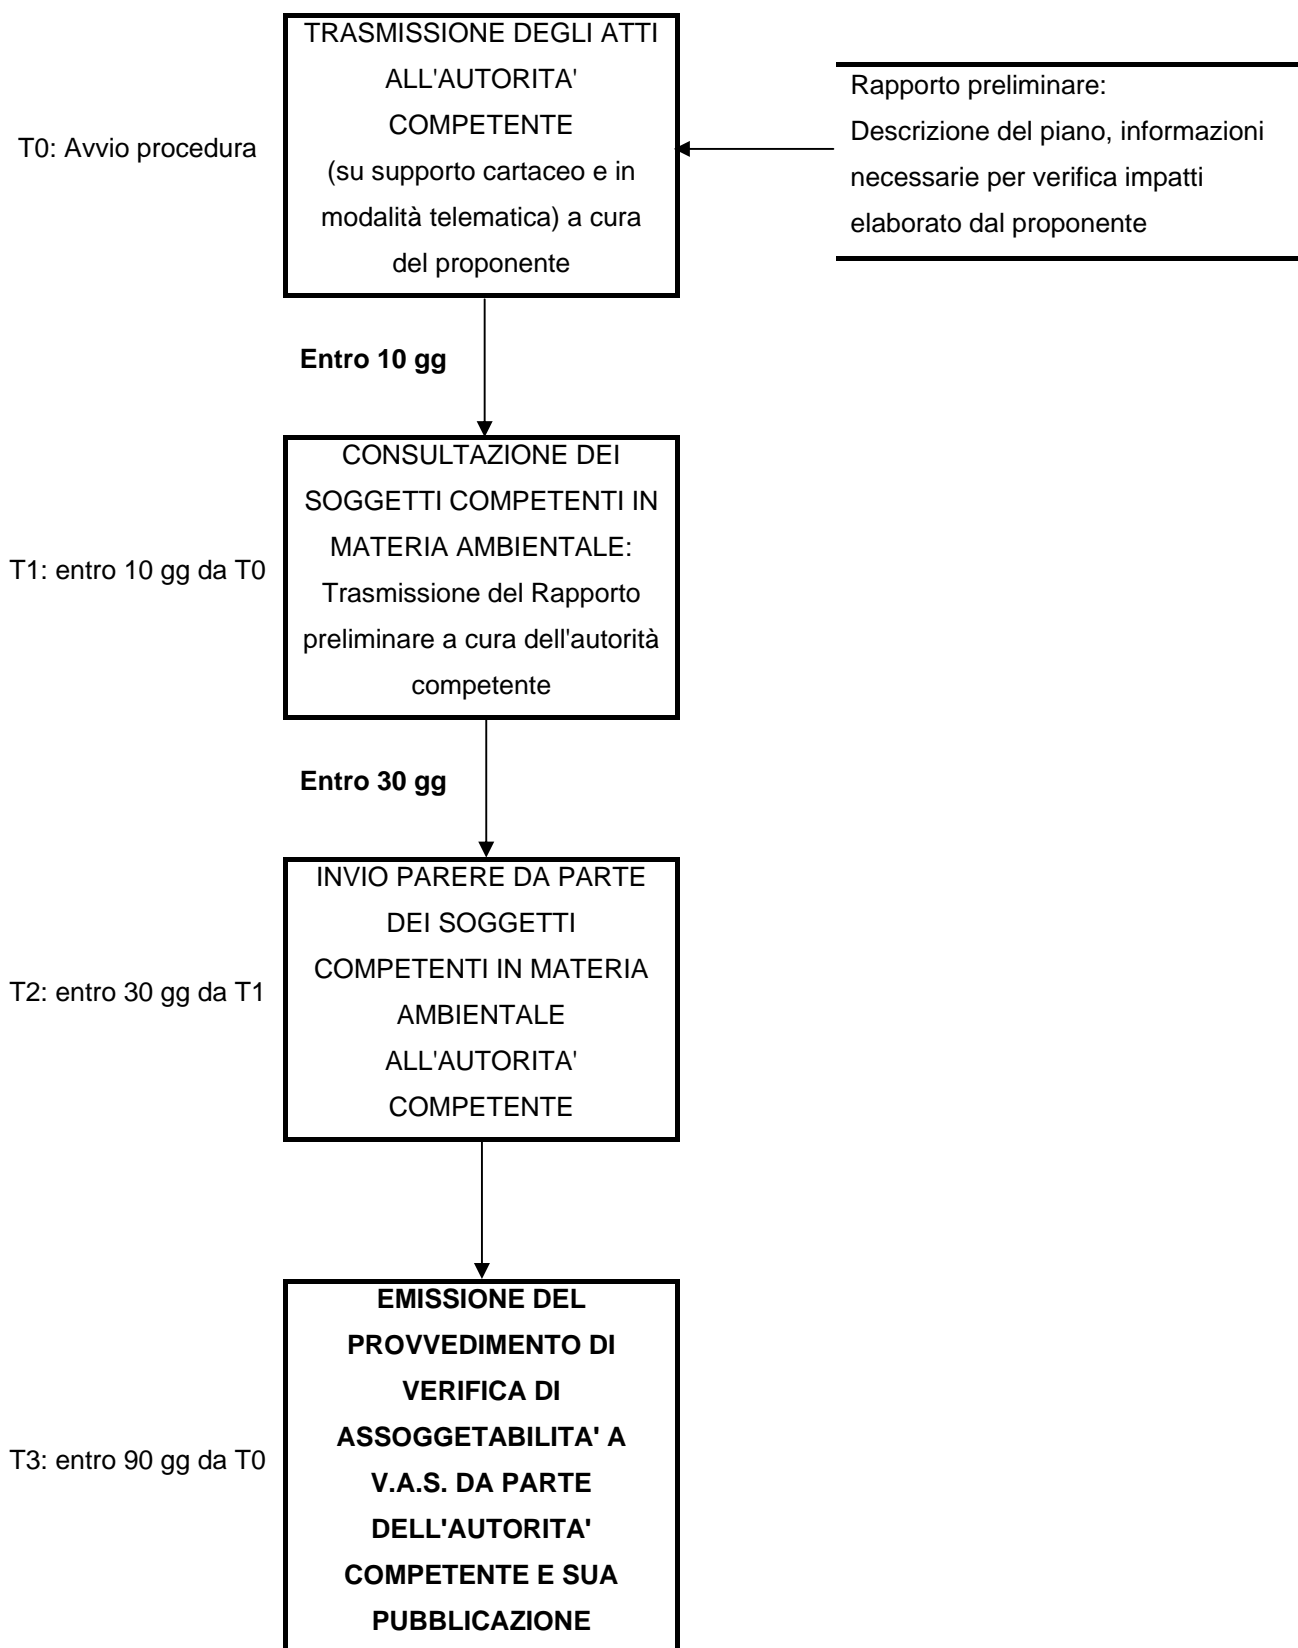 TRASMISSIONE DEGLI ATTI
ALL'AUTORITA'
COMPETENTE
(su supporto cartaceo e in
modalità telematica) a cura
del proponente
T0: Avvio procedura
Rapporto preliminare:
Descrizione del piano, informazioni
necessarie per verifica impatti
elaborato dal proponente
Entro 10 gg
CONSULTAZIONE DEI
SOGGETTI COMPETENTI IN
MATERIA AMBIENTALE:
Trasmissione del Rapporto
preliminare a cura dell'autorità
competente
T1: entro 10 gg da T0
Entro 30 gg
INVIO PARERE DA PARTE
DEI SOGGETTI
COMPETENTI IN MATERIA
AMBIENTALE
ALL'AUTORITA'
COMPETENTE
T2: entro 30 gg da T1
EMISSIONE DEL
PROVVEDIMENTO DI
VERIFICA DI
ASSOGGETABILITA' A
V.A.S. DA PARTE
DELL'AUTORITA'
COMPETENTE E SUA
PUBBLICAZIONE
T3: entro 90 gg da T0